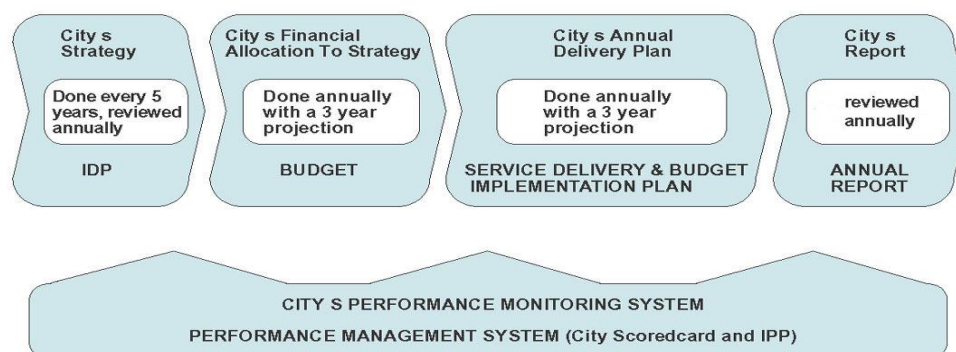 City s
Strategy
Done every 5
years, reviewed
annually
IDP
City s Financial
Allocation To Strategy
Done annually
with a 3 year
projection
BUDGET
City s Annual
Delivery Plan
Done annually
with a 3 year
projection
SERVICE DELIVERY & BUDGET
IMPLEMENTATION PLAN
City s
Report
reviewed
annually
ANNUAL
REPORT
CITY S PERFORMANCE MONITORING SYSTEM
PERFORMANCE MANAGEMENT SYSTEM (City Scoredcard and IPP)